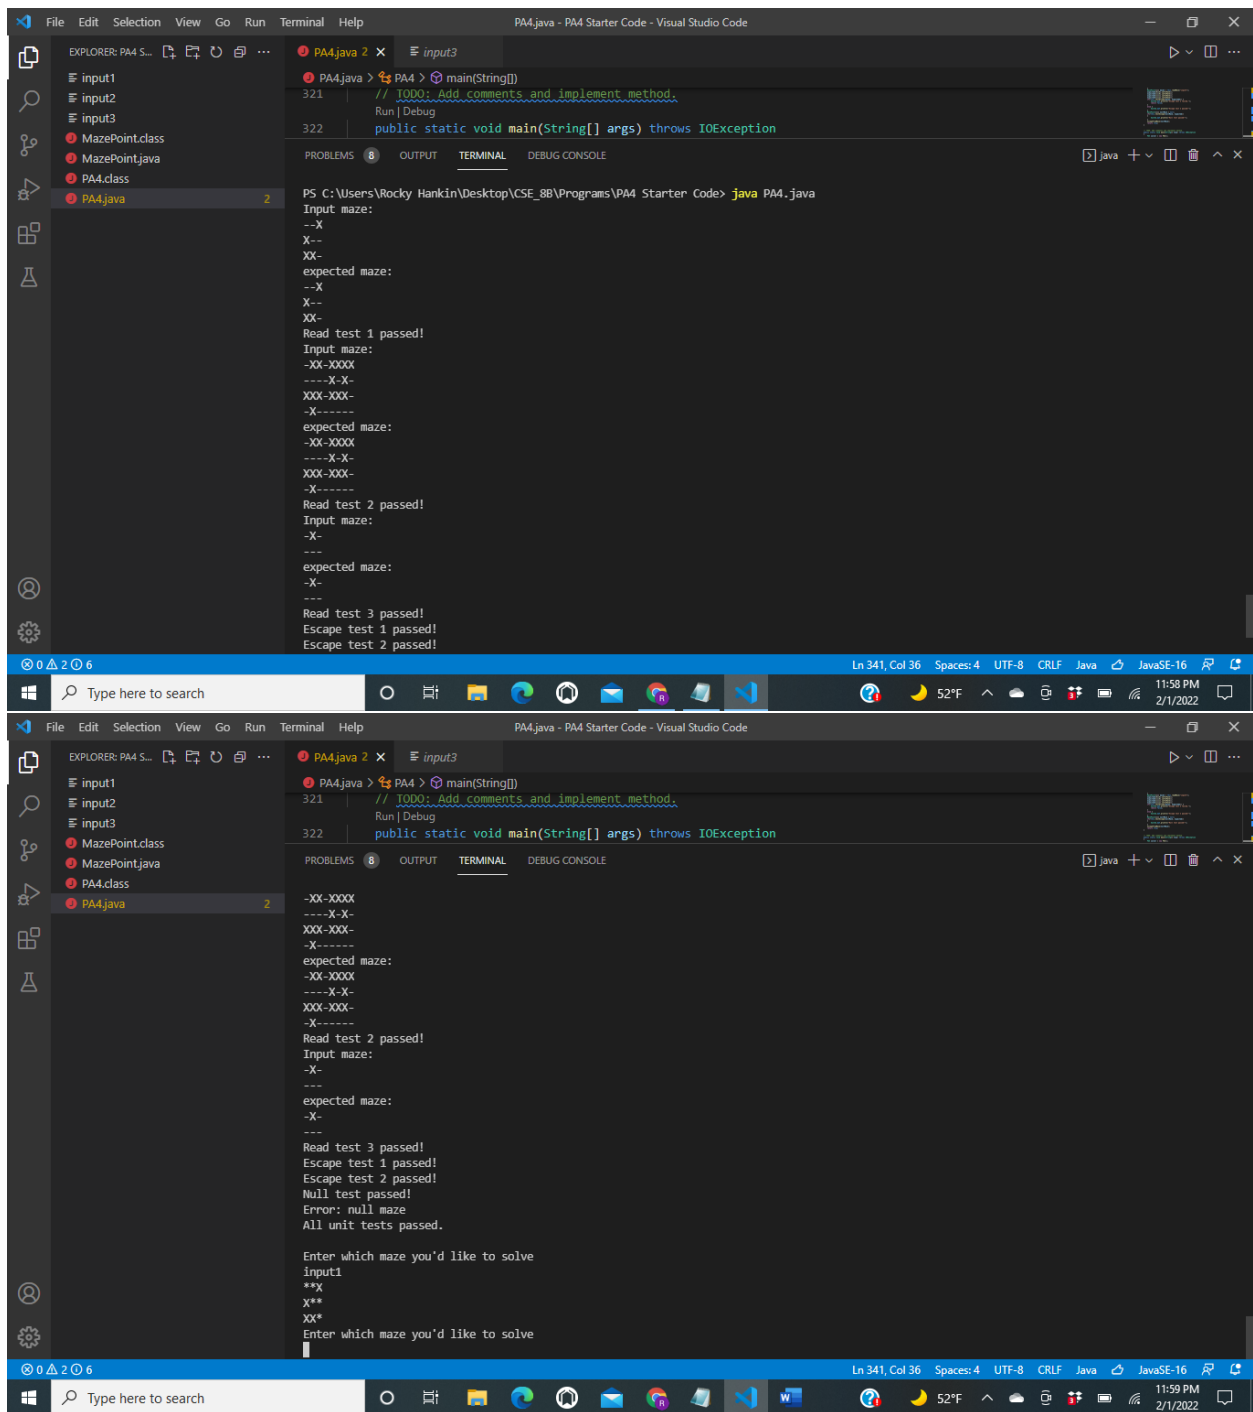 File Edit Selection View Go Run Terminal Help PA4.java - PA4 Starter Code - Visual Studio Code
EXPLORER: PA4 S...
input1
input2
input3
MazePoint.class
MazePoint.java
PA4.class
PA4.java 2
PA4.java 2 input3
PA4.java > PA4 > main(String[])
321 // TODO: Add comments and implement method.
Run | Debug
322 public static void main(String[] args) throws IOException
PROBLEMS 8 OUTPUT TERMINAL DEBUG CONSOLE java
PS C:\Users\Rocky Hankin\Desktop\CSE_8B\Programs\PA4 Starter Code> java PA4.java
Input maze:
--X
X--
XX-
expected maze:
--X
X--
XX-
Read test 1 passed!
Input maze:
-XX-XXXX
----X-X-
XXX-XXX-
-X------
expected maze:
-XX-XXXX
----X-X-
XXX-XXX-
-X------
Read test 2 passed!
Input maze:
-X-
---
expected maze:
-X-
---
Read test 3 passed!
Escape test 1 passed!
Escape test 2 passed!
0 2 6 Ln 341, Col 36 Spaces: 4 UTF-8 CRLF Java JavaSE-16
Type here to search 52°F 11:58 PM
2/1/2022
File Edit Selection View Go Run Terminal Help PA4.java - PA4 Starter Code - Visual Studio Code
EXPLORER: PA4 S...
input1
input2
input3
MazePoint.class
MazePoint.java
PA4.class
PA4.java 2
PA4.java 2 input3
PA4.java > PA4 > main(String[])
321 // TODO: Add comments and implement method.
Run | Debug
322 public static void main(String[] args) throws IOException
PROBLEMS 8 OUTPUT TERMINAL DEBUG CONSOLE java
-XX-XXXX
----X-X-
XXX-XXX-
-X------
expected maze:
-XX-XXXX
----X-X-
XXX-XXX-
-X------
Read test 2 passed!
Input maze:
-X-
---
expected maze:
-X-
---
Read test 3 passed!
Escape test 1 passed!
Escape test 2 passed!
Null test passed!
Error: null maze
All unit tests passed.
Enter which maze you'd like to solve
input1
**X
X**
XX*
Enter which maze you'd like to solve
0 2 6 Ln 341, Col 36 Spaces: 4 UTF-8 CRLF Java JavaSE-16
Type here to search 52°F 11:59 PM
2/1/2022